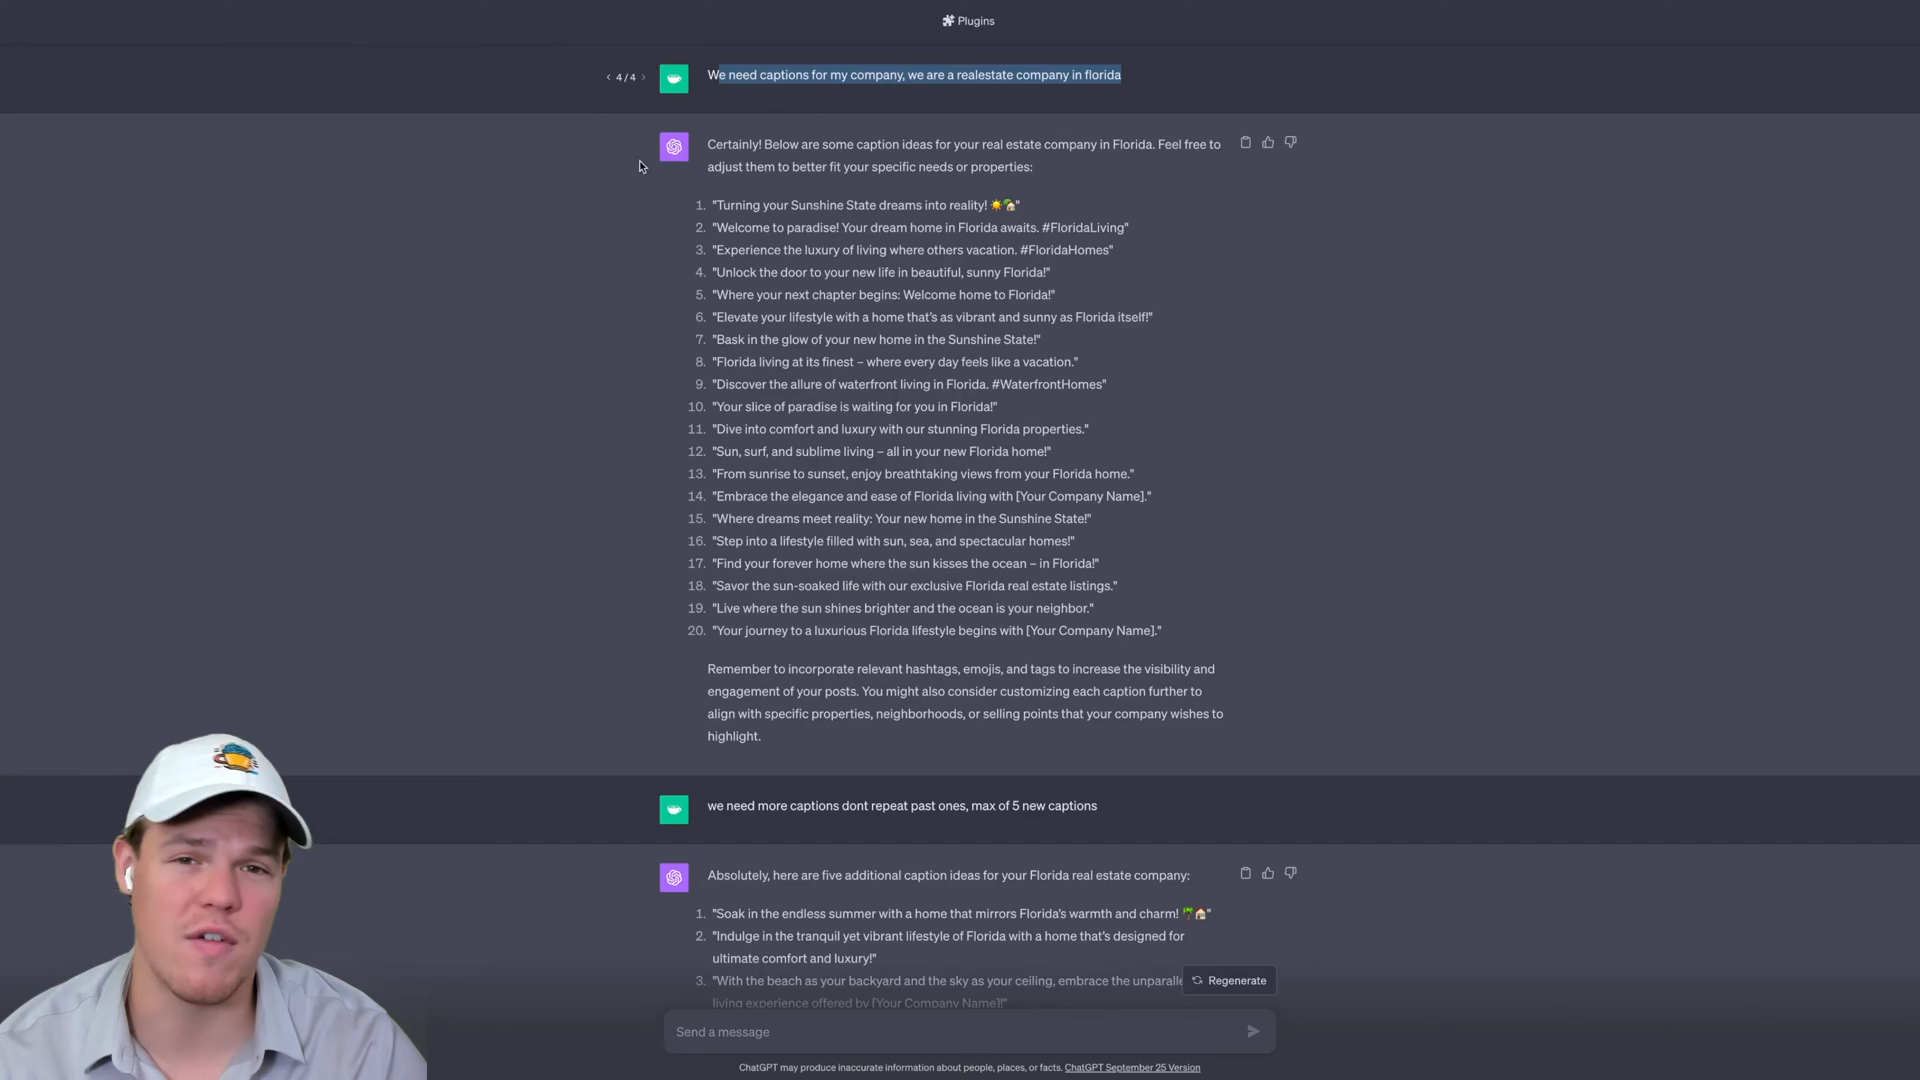 Plugins
4 / 4
We need captions for my company, we are a realestate company in florida
Certainly! Below are some caption ideas for your real estate company in Florida. Feel free to
adjust them to better fit your specific needs or properties:
1. "Turning your Sunshine State dreams into reality! ☀️🏡"
2. "Welcome to paradise! Your dream home in Florida awaits. #FloridaLiving"
3. "Experience the luxury of living where others vacation. #FloridaHomes"
4. "Unlock the door to your new life in beautiful, sunny Florida!"
5. "Where your next chapter begins: Welcome home to Florida!"
6. "Elevate your lifestyle with a home that's as vibrant and sunny as Florida itself!"
7. "Bask in the glow of your new home in the Sunshine State!"
8. "Florida living at its finest – where every day feels like a vacation."
9. "Discover the allure of waterfront living in Florida. #WaterfrontHomes"
10. "Your slice of paradise is waiting for you in Florida!"
11. "Dive into comfort and luxury with our stunning Florida properties."
12. "Sun, surf, and sublime living – all in your new Florida home!"
13. "From sunrise to sunset, enjoy breathtaking views from your Florida home."
14. "Embrace the elegance and ease of Florida living with [Your Company Name]."
15. "Where dreams meet reality: Your new home in the Sunshine State!"
16. "Step into a lifestyle filled with sun, sea, and spectacular homes!"
17. "Find your forever home where the sun kisses the ocean – in Florida!"
18. "Savor the sun-soaked life with our exclusive Florida real estate listings."
19. "Live where the sun shines brighter and the ocean is your neighbor."
20. "Your journey to a luxurious Florida lifestyle begins with [Your Company Name]."
Remember to incorporate relevant hashtags, emojis, and tags to increase the visibility and
engagement of your posts. You might also consider customizing each caption further to
align with specific properties, neighborhoods, or selling points that your company wishes to
highlight.
we need more captions dont repeat past ones, max of 5 new captions
Absolutely, here are five additional caption ideas for your Florida real estate company:
1. "Soak in the endless summer with a home that mirrors Florida's warmth and charm! 🌴🏠"
2. "Indulge in the tranquil yet vibrant lifestyle of Florida with a home that's designed for
ultimate comfort and luxury!"
3. "With the beach as your backyard and the sky as your ceiling, embrace the unparalle
living experience offered by [Your Company Name]!"
Regenerate
Send a message
ChatGPT may produce inaccurate information about people, places, or facts. ChatGPT September 25 Version